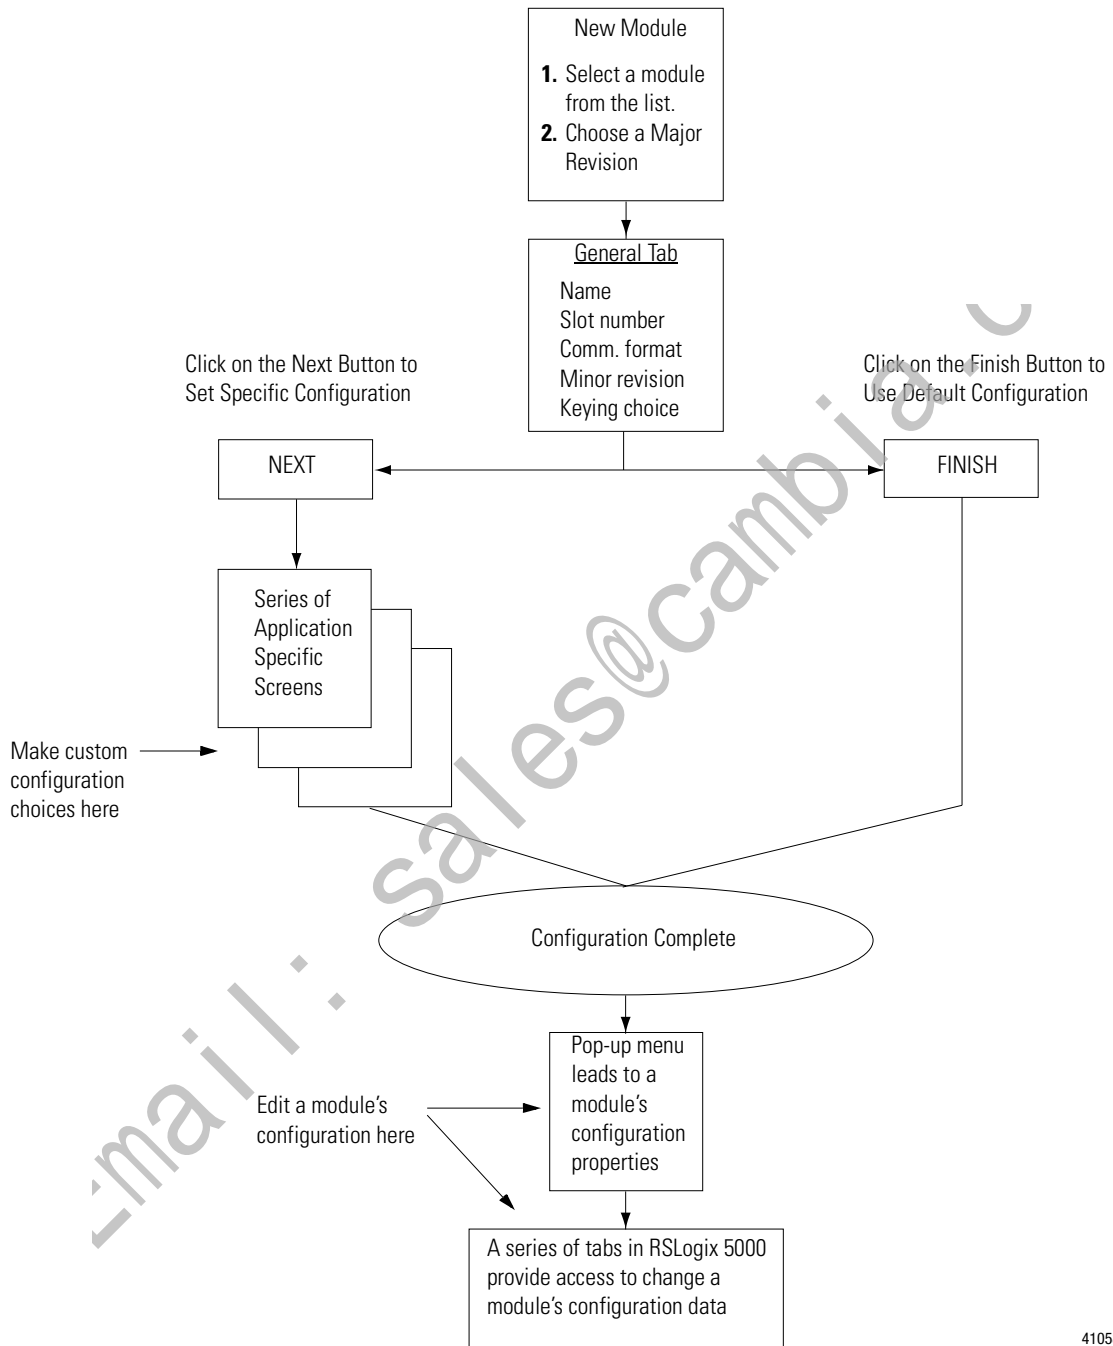 New Module
1. Select a module
from the list.
2. Choose a Major
Revision
General Tab
Name
Slot number
Comm. format
Minor revision
Keying choice
Click on the Next Button to
Set Specific Configuration
Click on the Finish Button to
Use Default Configuration
NEXT
FINISH
Series of
Application
Specific
Screens
Make custom
configuration
choices here
Configuration Complete
Pop-up menu
leads to a
module's
configuration
properties
Edit a module's
configuration here
A series of tabs in RSLogix 5000
provide access to change a
module's configuration data
4105
Email: sales@cambia.c